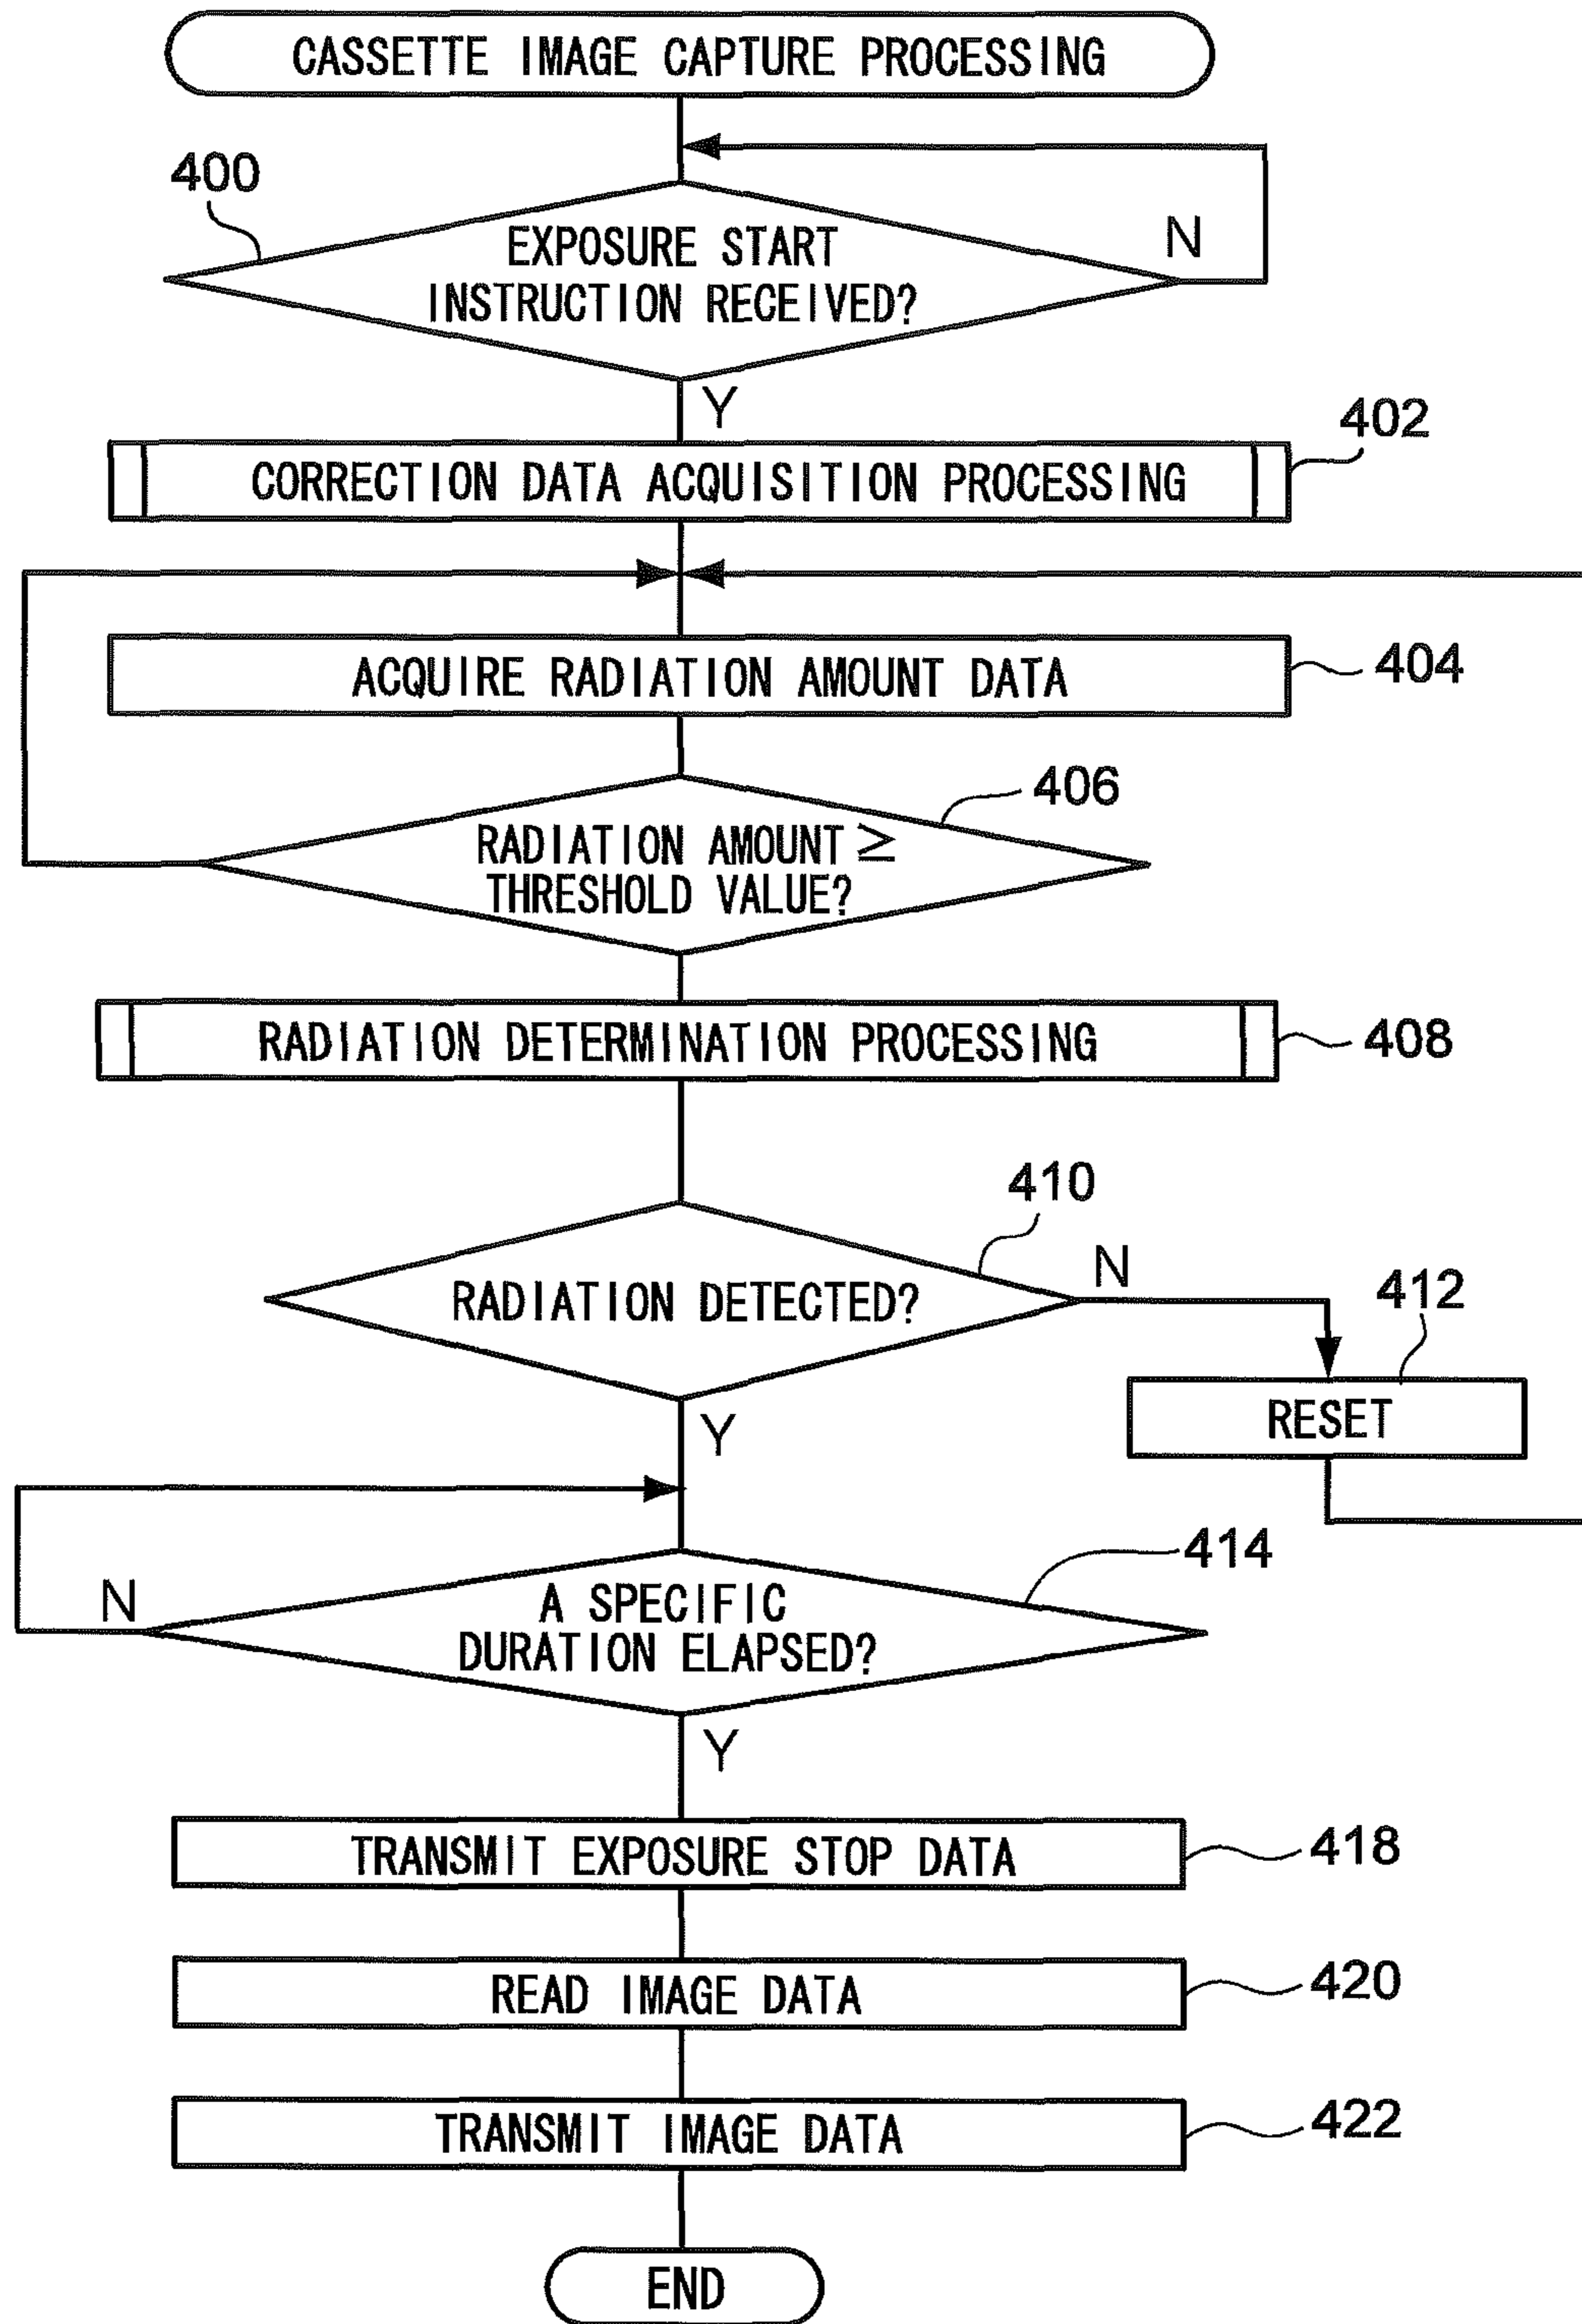 CASSETTE IMAGE CAPTURE PROCESSING
400
EXPOSURE START
INSTRUCTION RECEIVED?
N
Y
402
CORRECTION DATA ACQUISITION PROCESSING
ACQUIRE RADIATION AMOUNT DATA
404
406
RADIATION AMOUNT ≥
THRESHOLD VALUE?
RADIATION DETERMINATION PROCESSING
408
410
RADIATION DETECTED?
N
412
RESET
Y
414
N
A SPECIFIC
DURATION ELAPSED?
Y
TRANSMIT EXPOSURE STOP DATA
418
READ IMAGE DATA
420
TRANSMIT IMAGE DATA
422
END